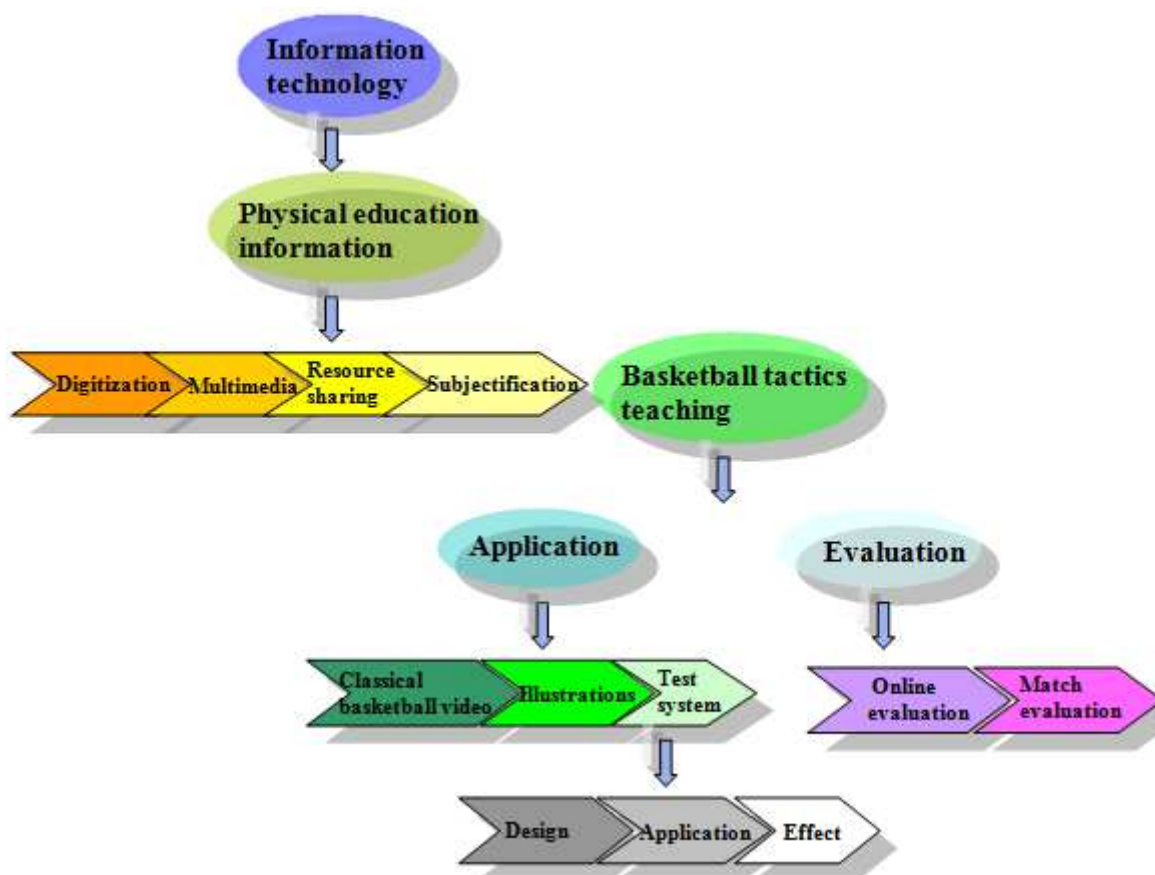 Information
technology
Physical education
information
Digitization
Multimedia
Resource
sharing
Subjectification
Basketball tactics
teaching
Application
Evaluation
Classical
basketball video
Illustrations
Test
system
Online
evaluation
Match
evaluation
Design
Application
Effect